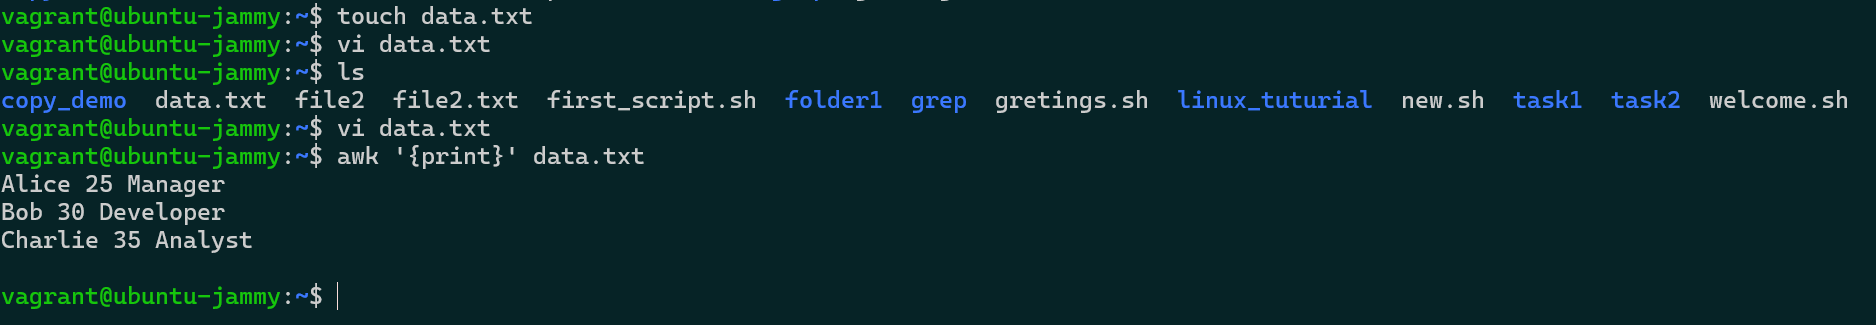 vagrant@ubuntu-jammy:~$ touch data.txt
vagrant@ubuntu-jammy:~$ vi data.txt
vagrant@ubuntu-jammy:~$ ls
copy_demo  data.txt  file2  file2.txt  first_script.sh  folder1  grep  gretings.sh  linux_tuturial  new.sh  task1  task2  welcome.sh
vagrant@ubuntu-jammy:~$ vi data.txt
vagrant@ubuntu-jammy:~$ awk '{print}' data.txt
Alice 25 Manager
Bob 30 Developer
Charlie 35 Analyst

vagrant@ubuntu-jammy:~$